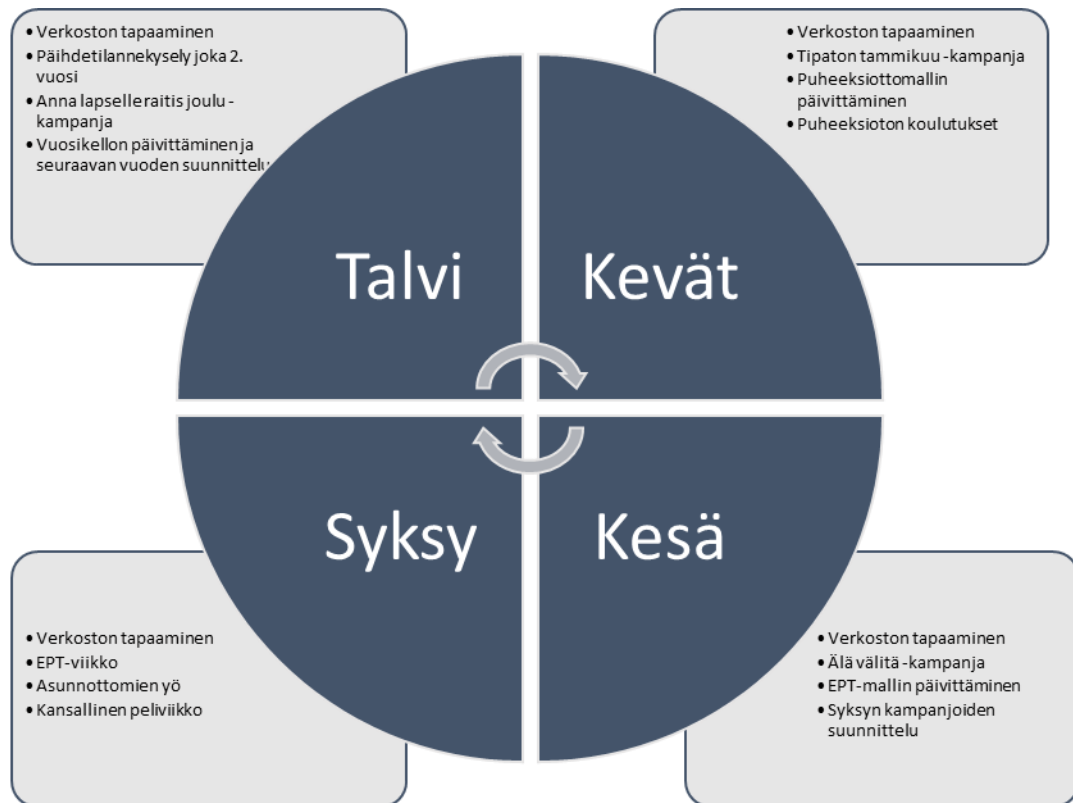 • Verkoston tapaaminen
• Päihdetilannekysely joka 2.
vuosi
• Anna lapselle raitis joulu -
kampanja
• Vuosikellon päivittäminen ja
seuraavan vuoden suunnittelu
• Verkoston tapaaminen
• Tipaton tammikuu -kampanja
• Puheeksiottomallin
päivittäminen
• Puheeksioton koulutukset
Talvi
Kevät
Syksy
Kesä
• Verkoston tapaaminen
• EPT-viikko
• Asunnottomien yö
• Kansallinen peliviikko
• Verkoston tapaaminen
• Älä välitä -kampanja
• EPT-mallin päivittäminen
• Syksyn kampanjoiden
suunnittelu